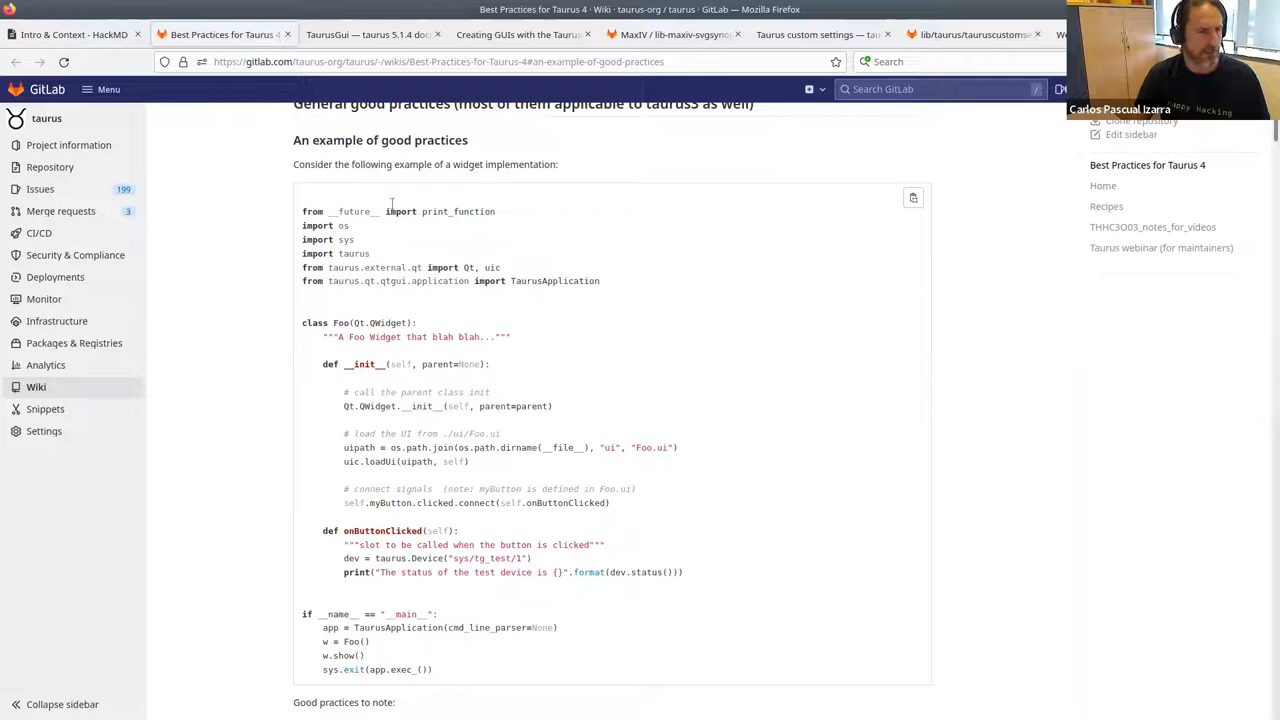 Best Practices for Taurus 4 · Wiki · taurus-org / taurus · GitLab — Mozilla Firefox
Intro & Context - HackMD
Best Practices for Taurus 4
TaurusGui — taurus 5.1.4 doc
Creating GUIs with the Taurus
MaxIV / lib-maxiv-svgsynop
Taurus custom settings — tau
lib/taurus/tauruscustomse
https://gitlab.com/taurus-org/taurus/-/wikis/Best-Practices-for-Taurus-4#an-example-of-good-practices
Search
GitLab
Menu
Search GitLab
/
Carlos Pascual Izarra
taurus
Project information
Repository
Issues 199
Merge requests 3
CI/CD
Security & Compliance
Deployments
Monitor
Infrastructure
Packages & Registries
Analytics
Wiki
Snippets
Settings
Collapse sidebar
General good practices (most of them applicable to taurus3 as well)
An example of good practices
Consider the following example of a widget implementation:
from __future__ import print_function
import os
import sys
import taurus
from taurus.external.qt import Qt, uic
from taurus.qt.qtgui.application import TaurusApplication
class Foo(Qt.QWidget):
"""A Foo Widget that blah blah..."""
def __init__(self, parent=None):
# call the parent class init
Qt.QWidget.__init__(self, parent=parent)
# load the UI from ./ui/Foo.ui
uipath = os.path.join(os.path.dirname(__file__), "ui", "Foo.ui")
uic.loadUi(uipath, self)
# connect signals  (note: myButton is defined in Foo.ui)
self.myButton.clicked.connect(self.onButtonClicked)
def onButtonClicked(self):
"""slot to be called when the button is clicked"""
dev = taurus.Device("sys/tg_test/1")
print("The status of the test device is {}".format(dev.status()))
if __name__ == "__main__":
app = TaurusApplication(cmd_line_parser=None)
w = Foo()
w.show()
sys.exit(app.exec_())
Good practices to note:
Clone repository
Edit sidebar
Best Practices for Taurus 4
Home
Recipes
THHC3O03_notes_for_videos
Taurus webinar (for maintainers)
Happy Hacking